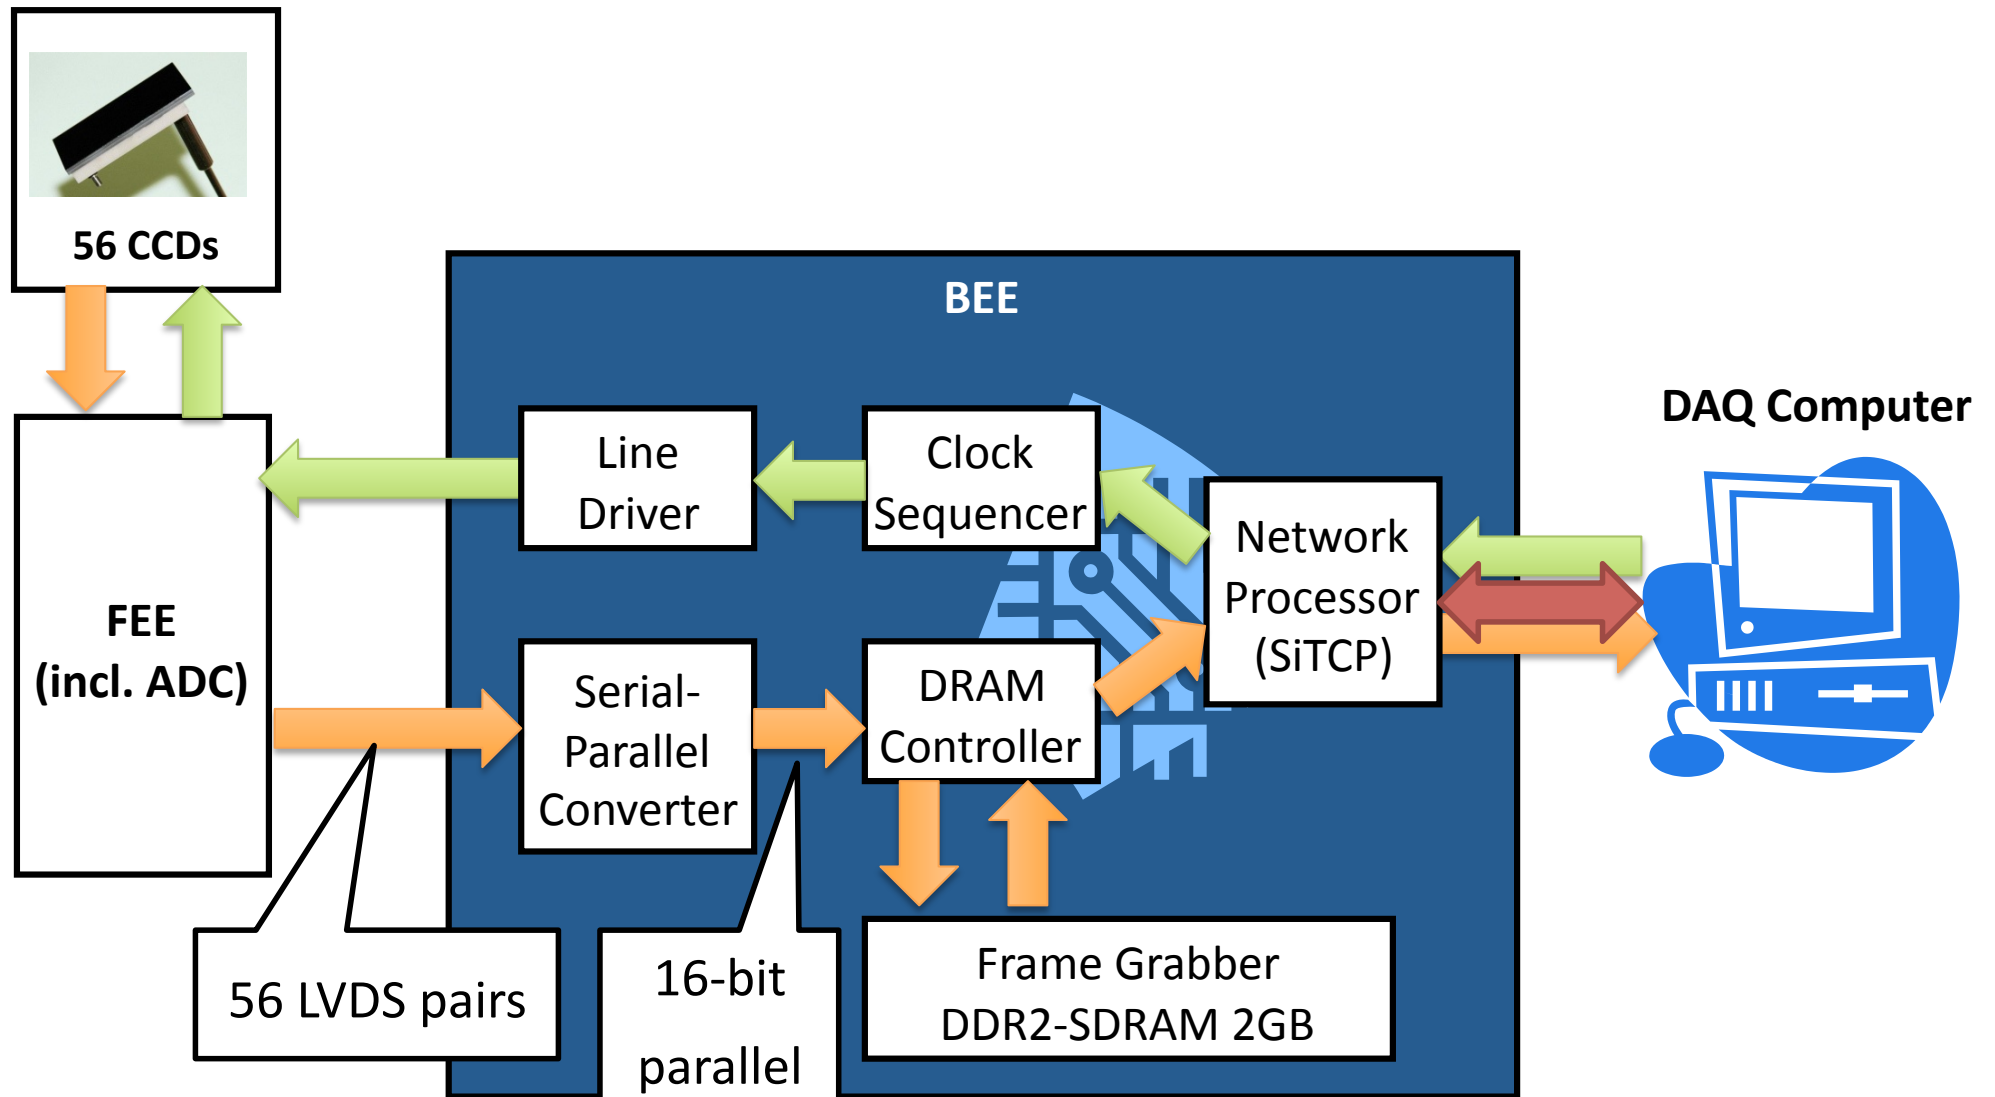 56 CCDs
BEE
DAQ Computer
Line
Driver
Clock
Sequencer
Network
Processor
(SiTCP)
FEE
(incl. ADC)
Serial-
Parallel
Converter
DRAM
Controller
56 LVDS pairs
16-bit
parallel
Frame Grabber
DDR2-SDRAM 2GB